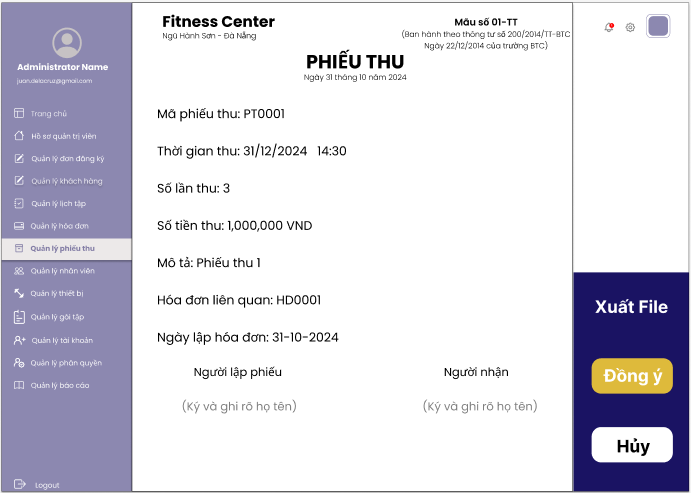 Administrator Name
juan.delacruz@gmail.com
Trang chủ
Hồ sơ quản trị viên
Quản lý đơn đăng ký
Quản lý khách hàng
Quản lý lịch tập
Quản lý hóa đơn
Quản lý phiếu thu
Quản lý nhân viên
Quản lý thiết bị
Quản lý gói tập
Quản lý tài khoản
Quản lý phân quyền
Quản lý báo cáo
Logout
Fitness Center
Ngũ Hành Sơn - Đà Nẵng
Mẫu số 01-TT
(Ban hành theo thông tư số 200/2014/TT-BTC
Ngày 22/12/2014 của trường BTC)
PHIẾU THU
Ngày 31 tháng 10 năm 2024
Mã phiếu thu: PT0001
Thời gian thu: 31/12/2024 14:30
Số lần thu: 3
Số tiền thu: 1,000,000 VND
Mô tả: Phiếu thu 1
Hóa đơn liên quan: HD0001
Ngày lập hóa đơn: 31-10-2024
Người lập phiếu
Người nhận
(Ký và ghi rõ họ tên)
(Ký và ghi rõ họ tên)
Xuất File
Đồng ý
Hủy